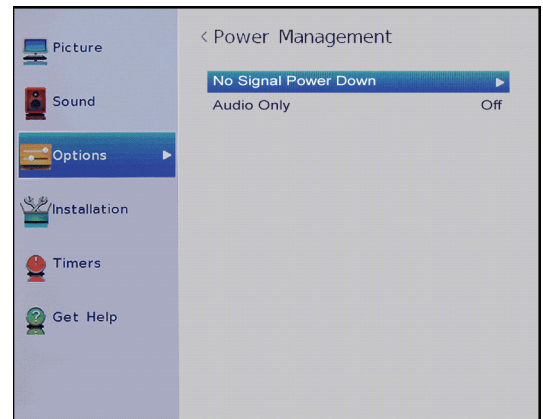 Picture
Sound
Options
Installation
Timers
Get Help
< Power Management
No Signal Power Down
Audio Only Off